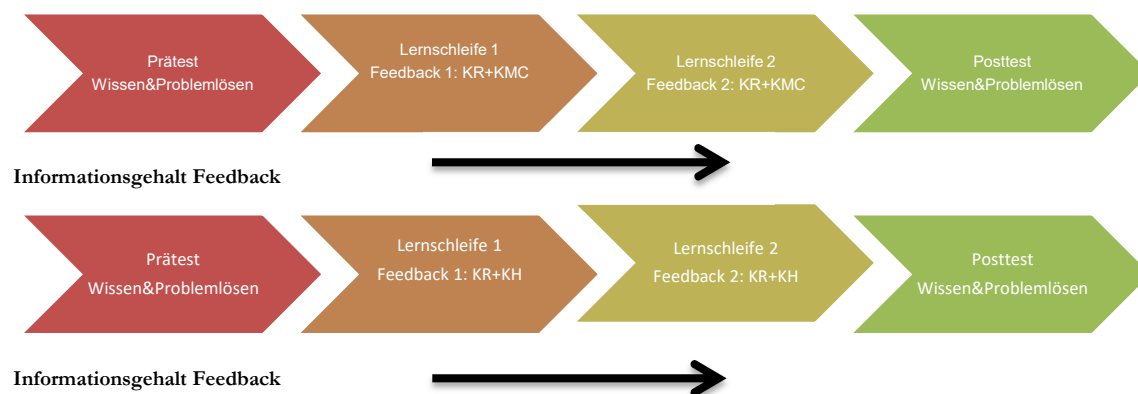 Prätest
Wissen&Problemlösen
Lernschleife 1
Feedback 1: KR+KMC
Lernschleife 2
Feedback 2: KR+KMC
Posttest
Wissen&Problemlösen
Informationsgehalt Feedback
Prätest
Wissen&Problemlösen
Lernschleife 1
Feedback 1: KR+KH
Lernschleife 2
Feedback 2: KR+KH
Posttest
Wissen&Problemlösen
Informationsgehalt Feedback